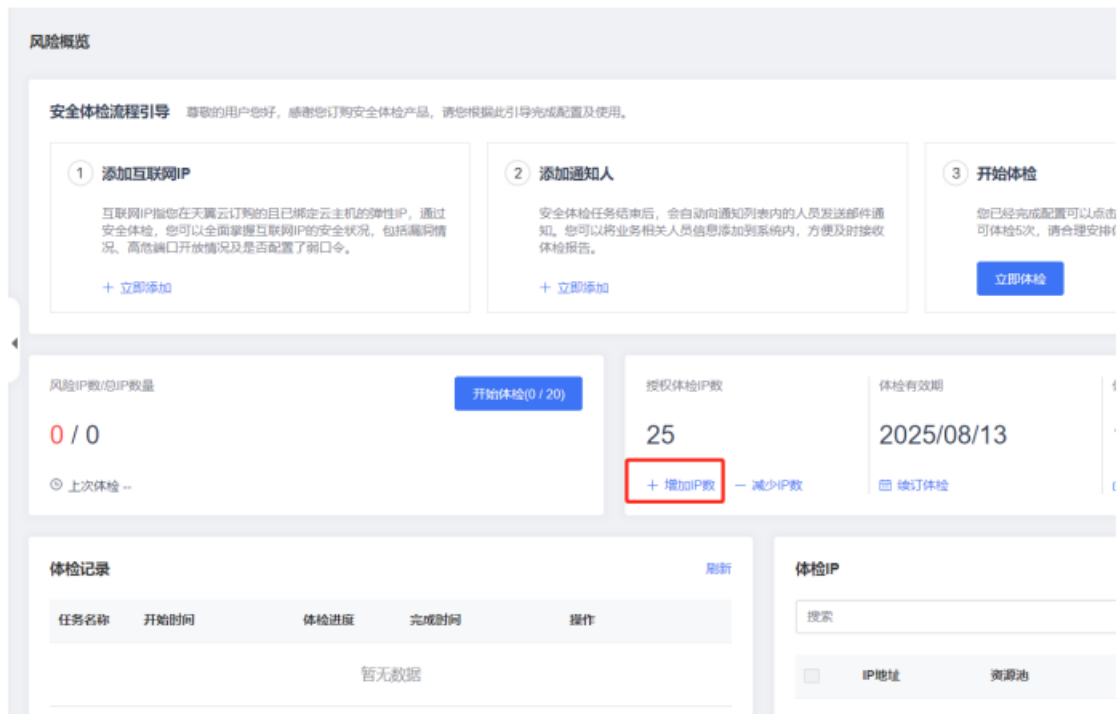 风险概览
安全体检流程引导 尊敬的用户您好，感谢您订购安全体检产品，请您根据此引导完成配置及使用。
1 添加互联网IP
互联网IP指您在天翼云订购的且已绑定云主机的弹性IP，通过
安全体检，您可以全面掌握互联网IP的安全状况，包括漏洞情
况、高危端口开放情况及是否配置了弱口令。
+ 立即添加
2 添加通知人
安全体检任务结束后，会自动向通知列表内的人员发送邮件通
知。您可以将业务相关人员信息添加到系统内，方便及时接收
体检报告。
+ 立即添加
3 开始体检
您已经完成配置可以点击
可体检5次，请合理安排
立即体检
风险IP数/总IP数量
开始体检(0 / 20)
0 / 0
上次体检 --
授权体检IP数
25
+ 增加IP数 — 减少IP数
体检有效期
2025/08/13
续订体检
体检记录 刷新
任务名称 开始时间 体检进度 完成时间 操作
暂无数据
体检IP
搜索
IP地址 资源池